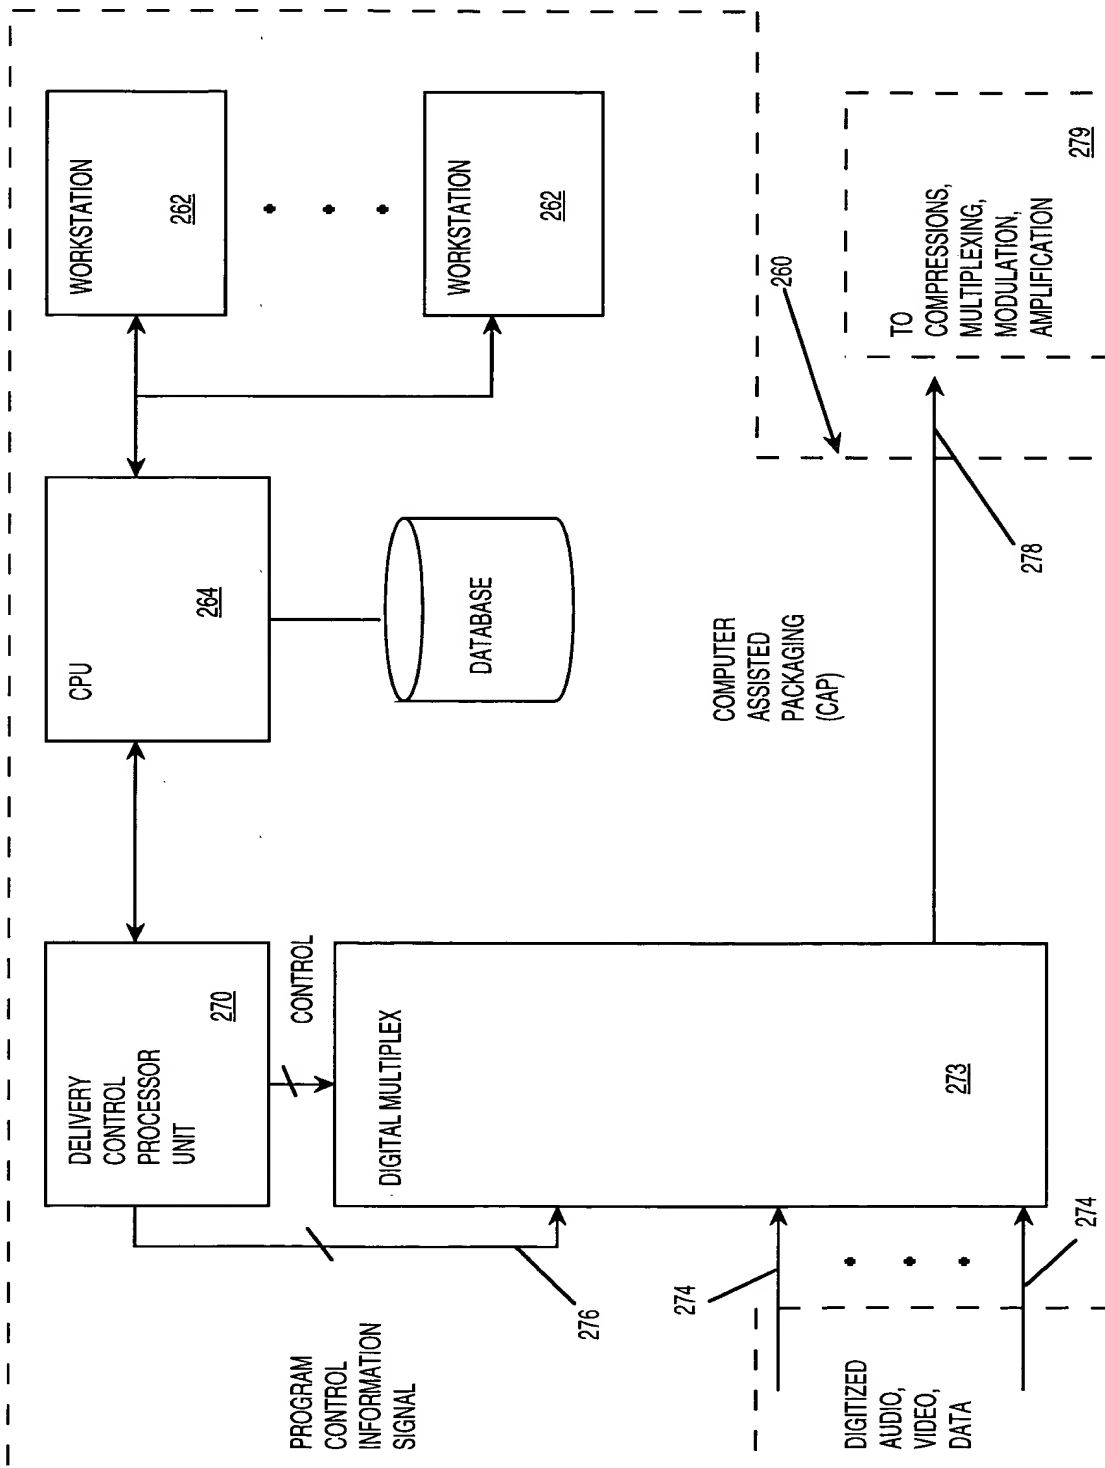 WORKSTATION
262
WORKSTATION
262
CPU
264
DATABASE
DELIVERY
CONTROL
PROCESSOR
UNIT
270
CONTROL
DIGITAL MULTIPLEX
273
PROGRAM
CONTROL
INFORMATION
SIGNAL
276
274
274
DIGITIZED
AUDIO,
VIDEO,
DATA
COMPUTER
ASSISTED
PACKAGING
(CAP)
260
278
TO
COMPRESSIONS,
MULTIPLEXING,
MODULATION,
AMPLIFICATION
279